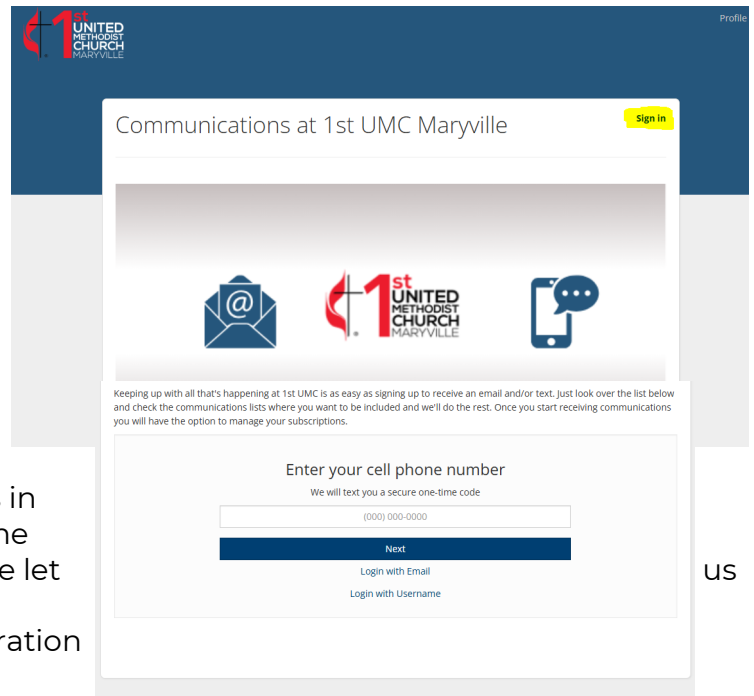 1st
UNITED
METHODIST
CHURCH
MARYVILLE
Profile
Communications at 1st UMC Maryville
Sign in
@
1st
UNITED
METHODIST
CHURCH
MARYVILLE
Keeping up with all that's happening at 1st UMC is as easy as signing up to receive an email and/or text. Just look over the list below
and check the communications lists where you want to be included and we'll do the rest. Once you start receiving communications
you will have the option to manage your subscriptions.
Enter your cell phone number
We will text you a secure one-time code
(000) 000-0000
Next
Login with Email
Login with Username
in
e let us
ration